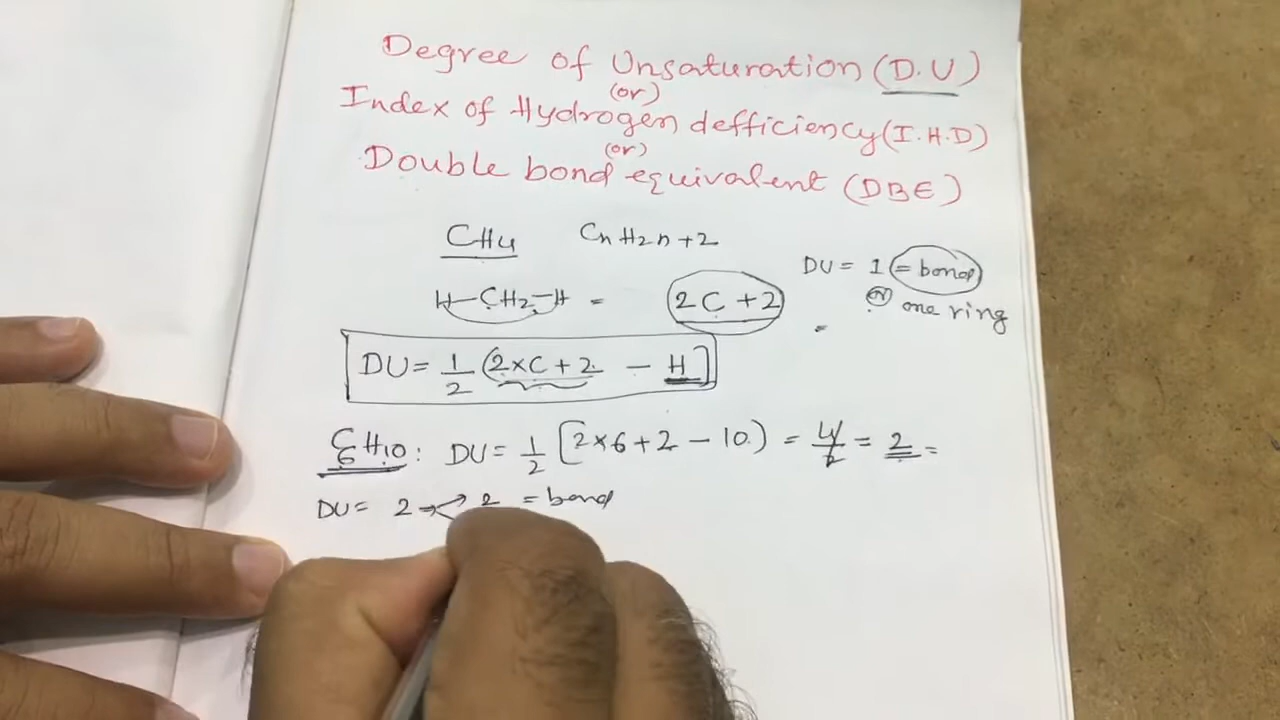 Degree of Unsaturation (D.U)
(or)
Index of Hydrogen defficiency (I.H.D)
(or)
Double bond equivalent (DBE)
CH4 CnH2n+2
DU = 1 (= bond)
(or) one ring
H-CH2-H = 2C+2
=
DU = 1/2 (2×C+2 - H]
C6H10 : DU = 1/2 [2×6+2-10) = 4/2 = 2 =
DU = 2 → 2 = bond